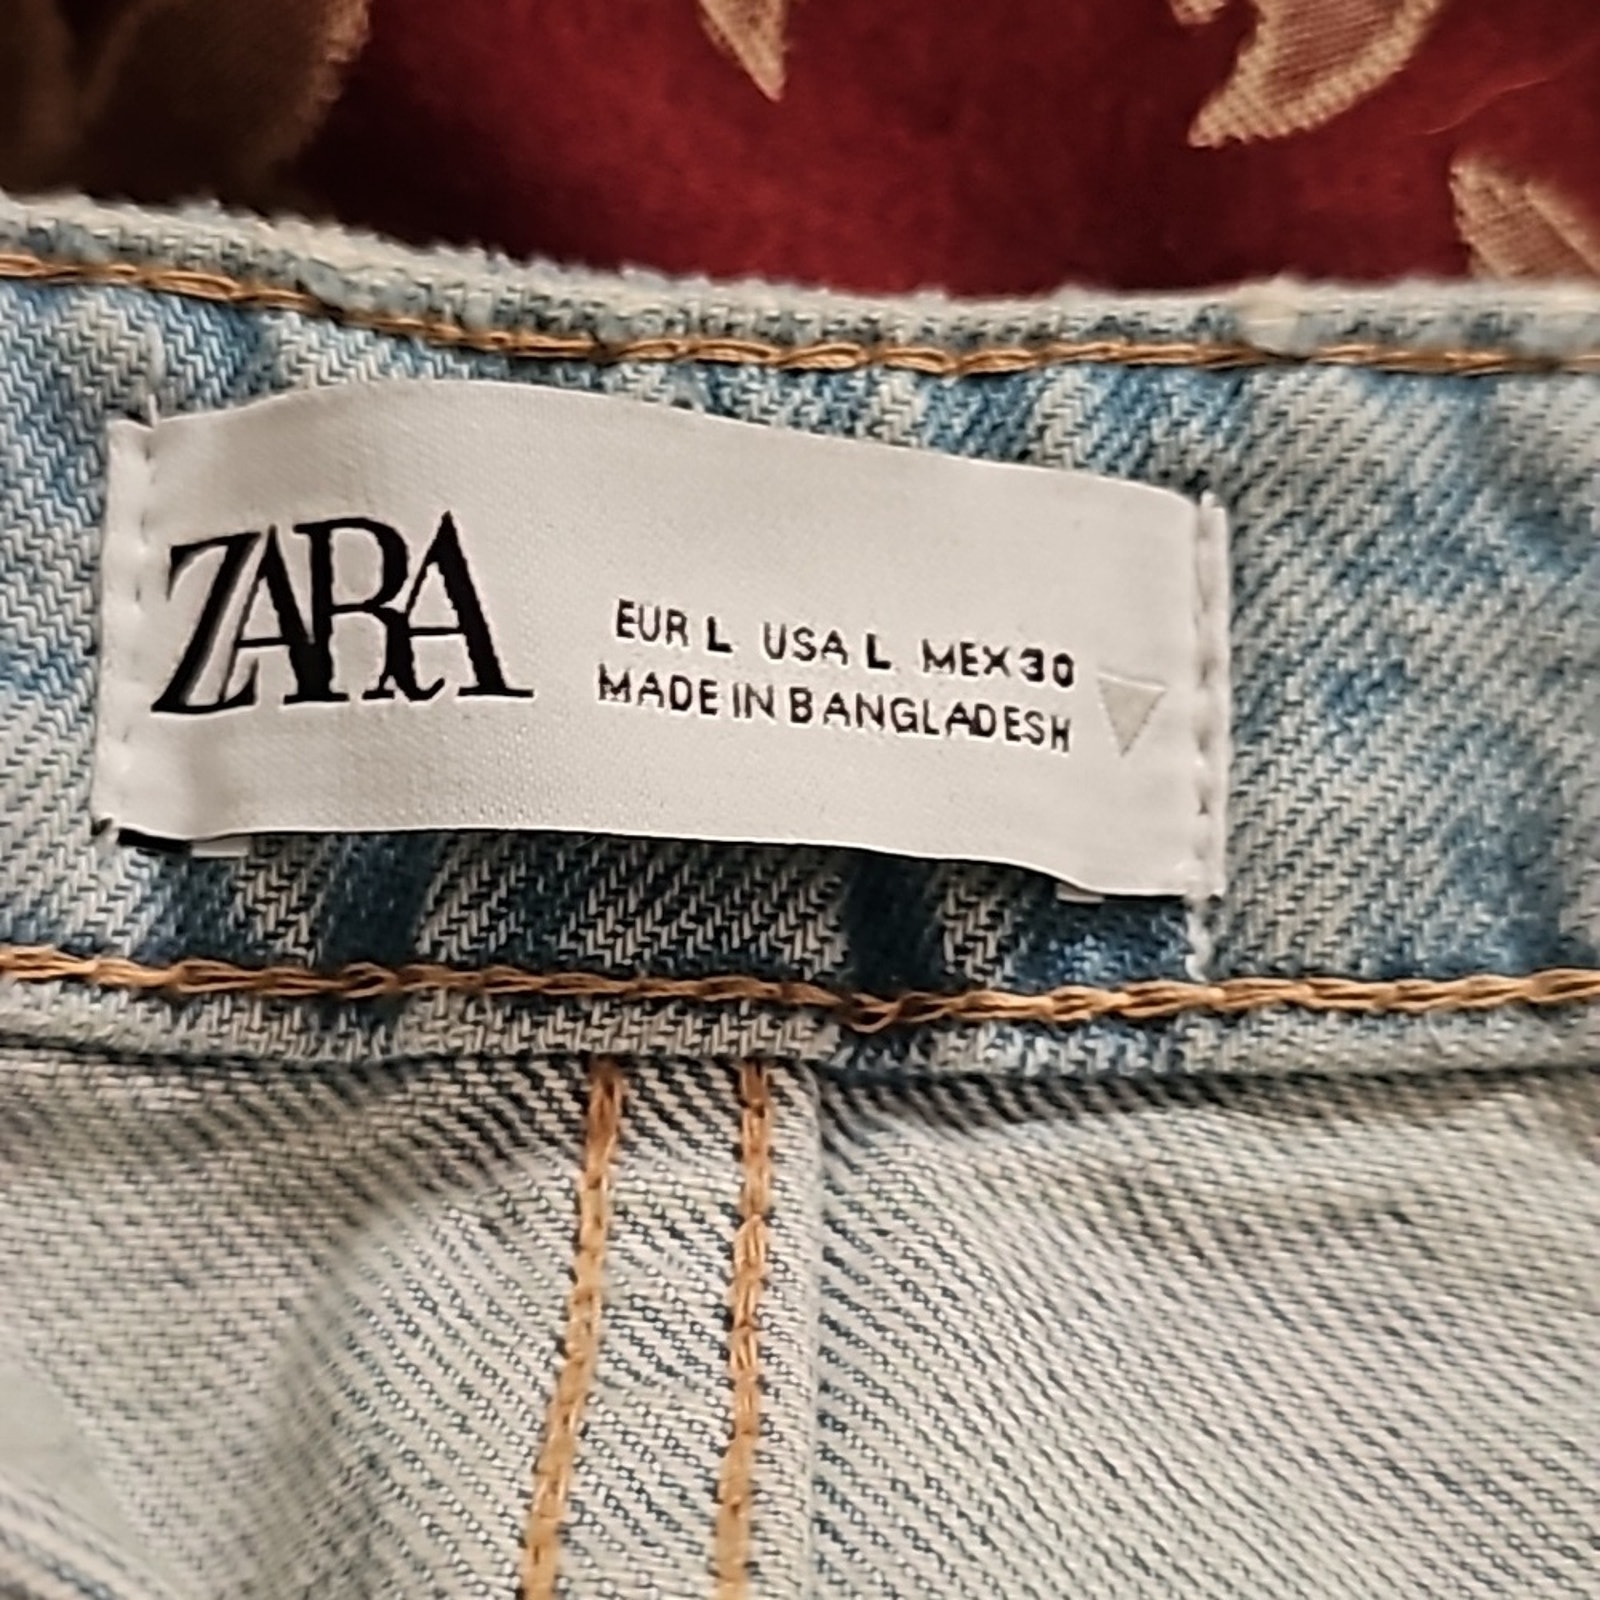 ZARA
EUR L USA L MEX 30
MADE IN BANGLADESH